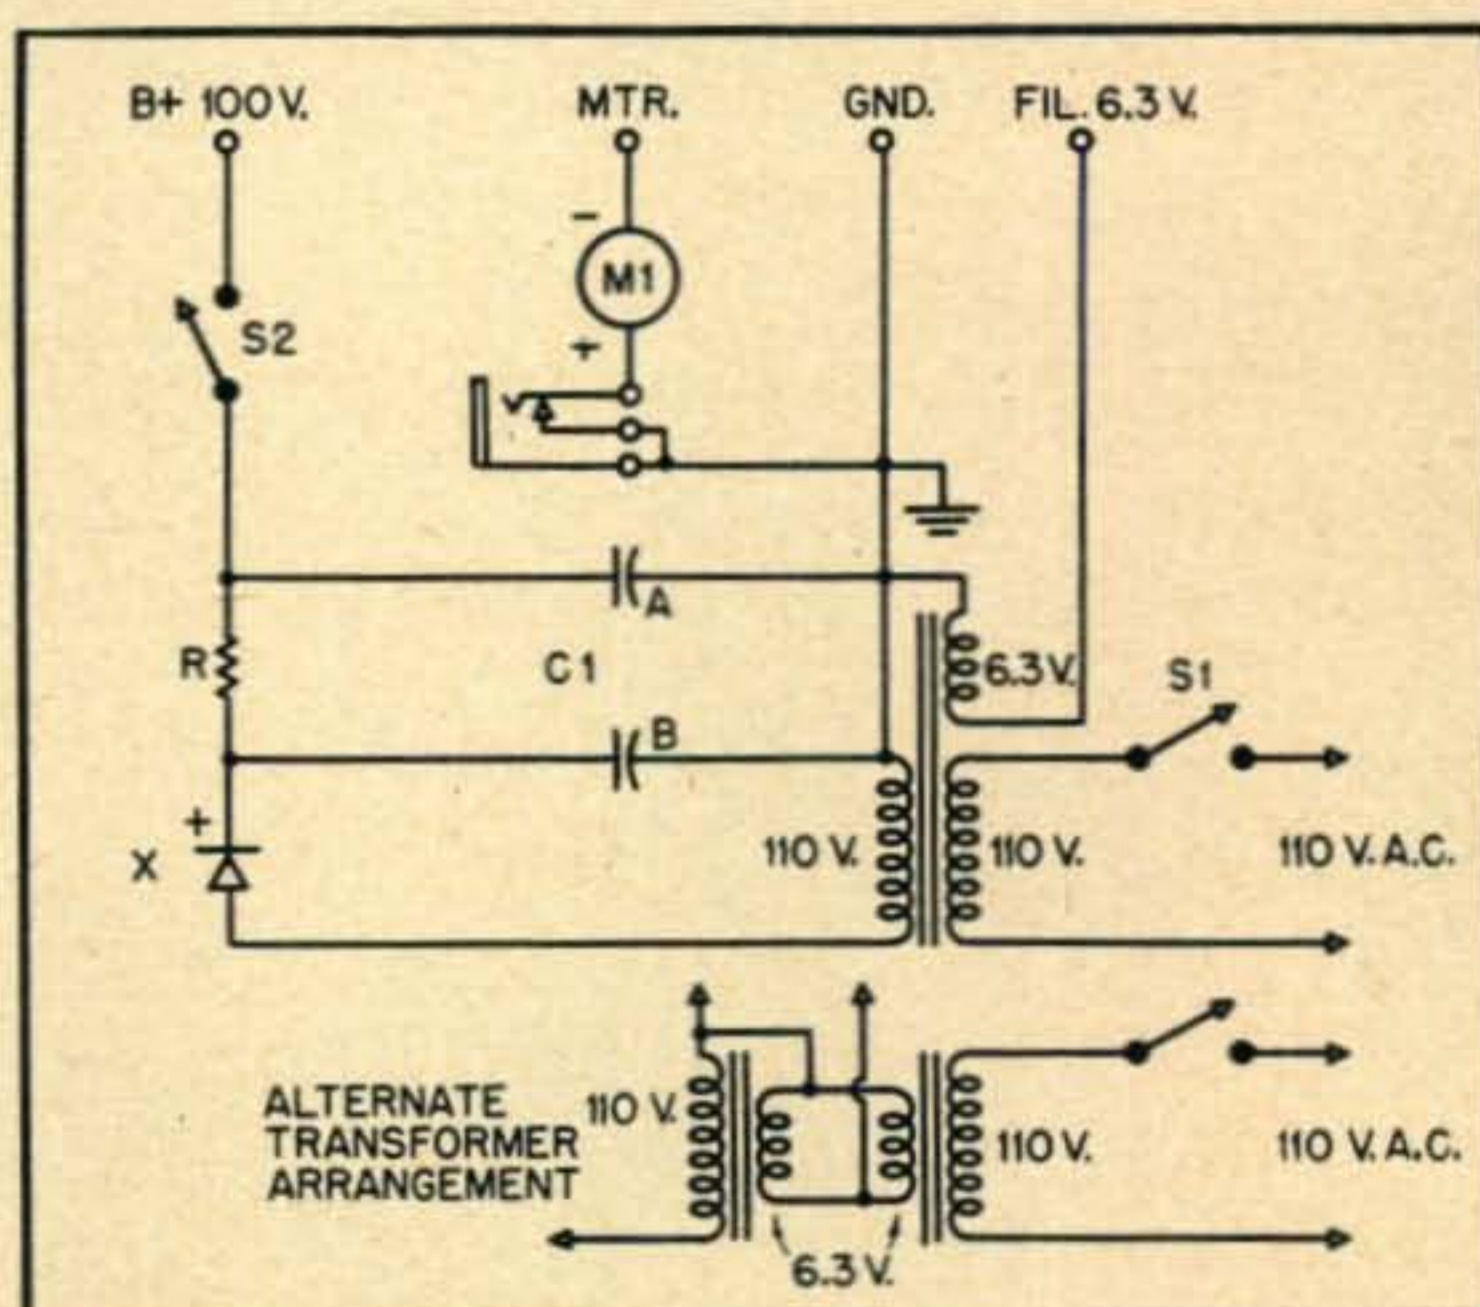 B+ 100 V.
MTR.
GND.
FIL. 6.3 V.
-
M1
S2
+
A
R
C1
6.3 V.
S1
B
+
X
110 V.
110 V.
110 V. A.C.
ALTERNATE
TRANSFORMER
ARRANGEMENT
110 V.
110 V.
110 V. A.C.
6.3 V.